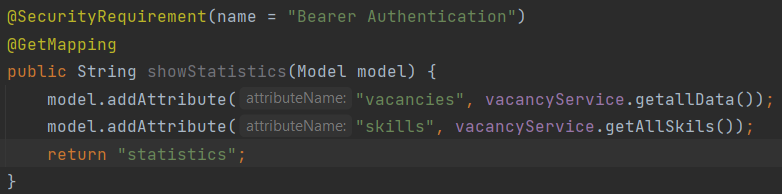 @SecurityRequirement(name = "Bearer Authentication")
@GetMapping
public String showStatistics(Model model) {
model.addAttribute( attributeName: "vacancies", vacancyService.getallData());
model.addAttribute( attributeName: "skills", vacancyService.getAllSkils());
return "statistics";
}